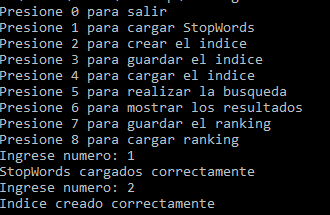 Presione 0 para salir
Presione 1 para cargar StopWords
Presione 2 para crear el indice
Presione 3 para guardar el indice
Presione 4 para cargar el indice
Presione 5 para realizar la busqueda
Presione 6 para mostrar los resultados
Presione 7 para guardar el ranking
Presione 8 para cargar ranking
Ingrese numero: 1
StopWords cargados correctamente
Ingrese numero: 2
Indice creado correctamente